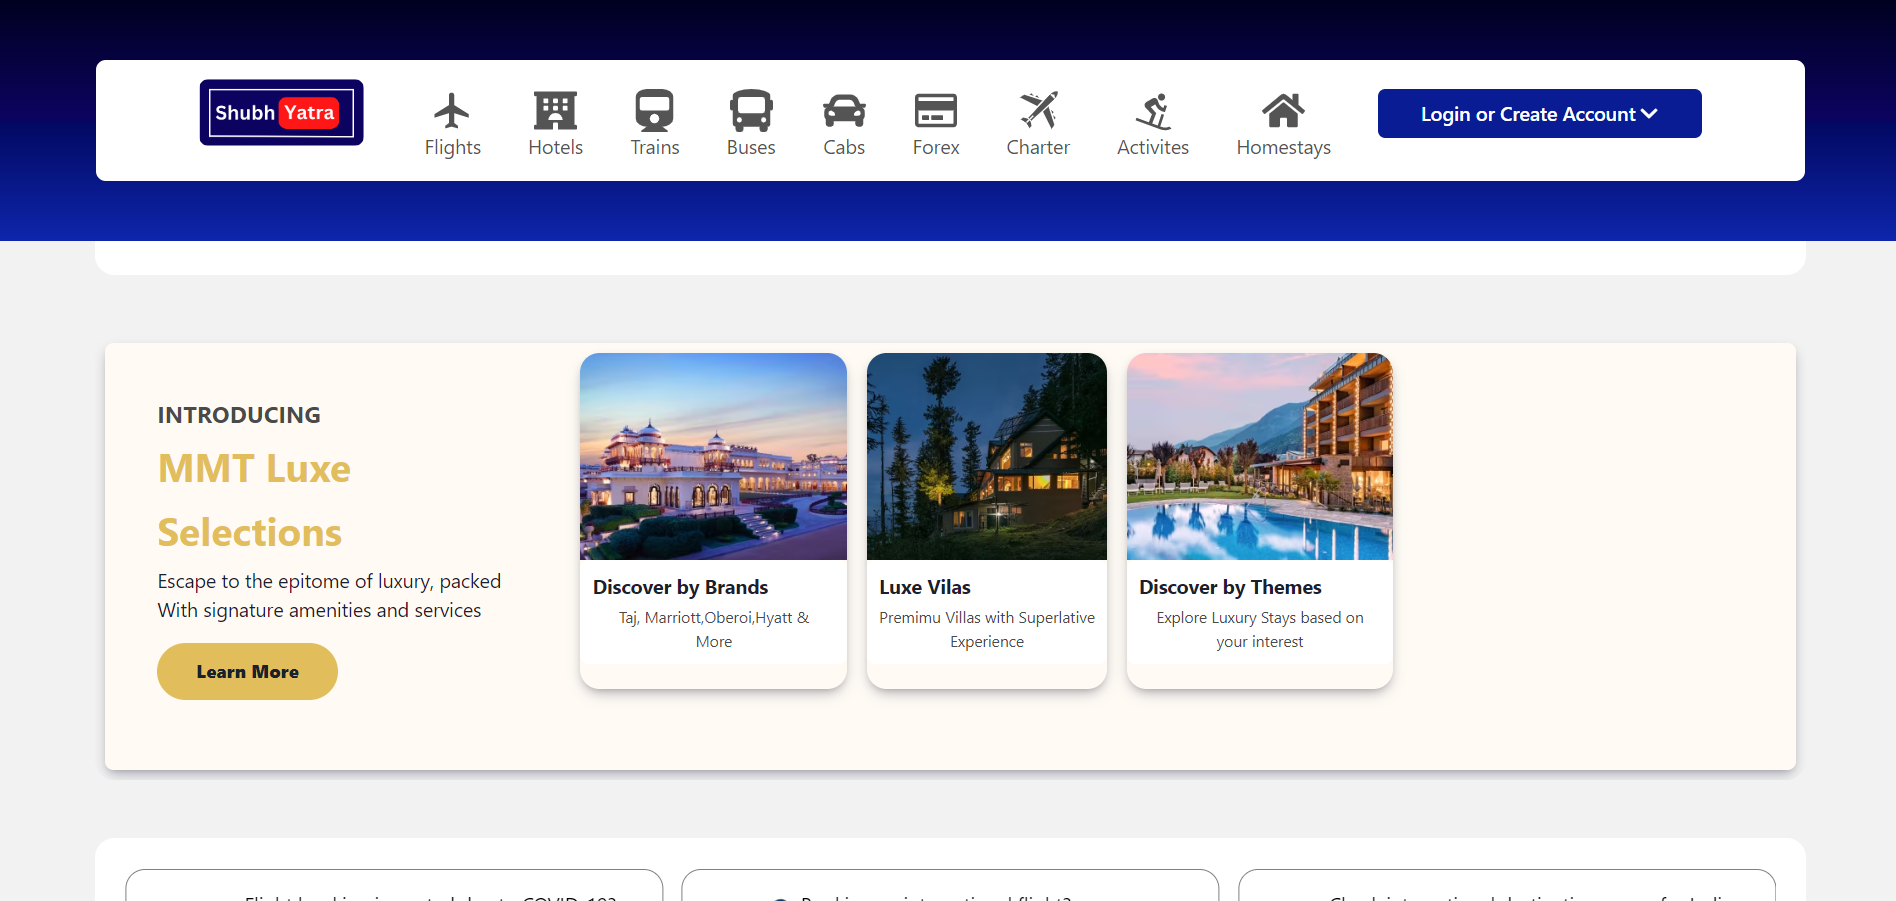 Shubh Yatra
Flights
Hotels
Trains
Buses
Cabs
Forex
Charter
Activites
Homestays
Login or Create Account
INTRODUCING
MMT Luxe
Selections
Escape to the epitome of luxury, packed
With signature amenities and services
Learn More
Discover by Brands
Taj, Marriott,Oberoi,Hyatt &
More
Luxe Vilas
Premimu Villas with Superlative
Experience
Discover by Themes
Explore Luxury Stays based on
your interest